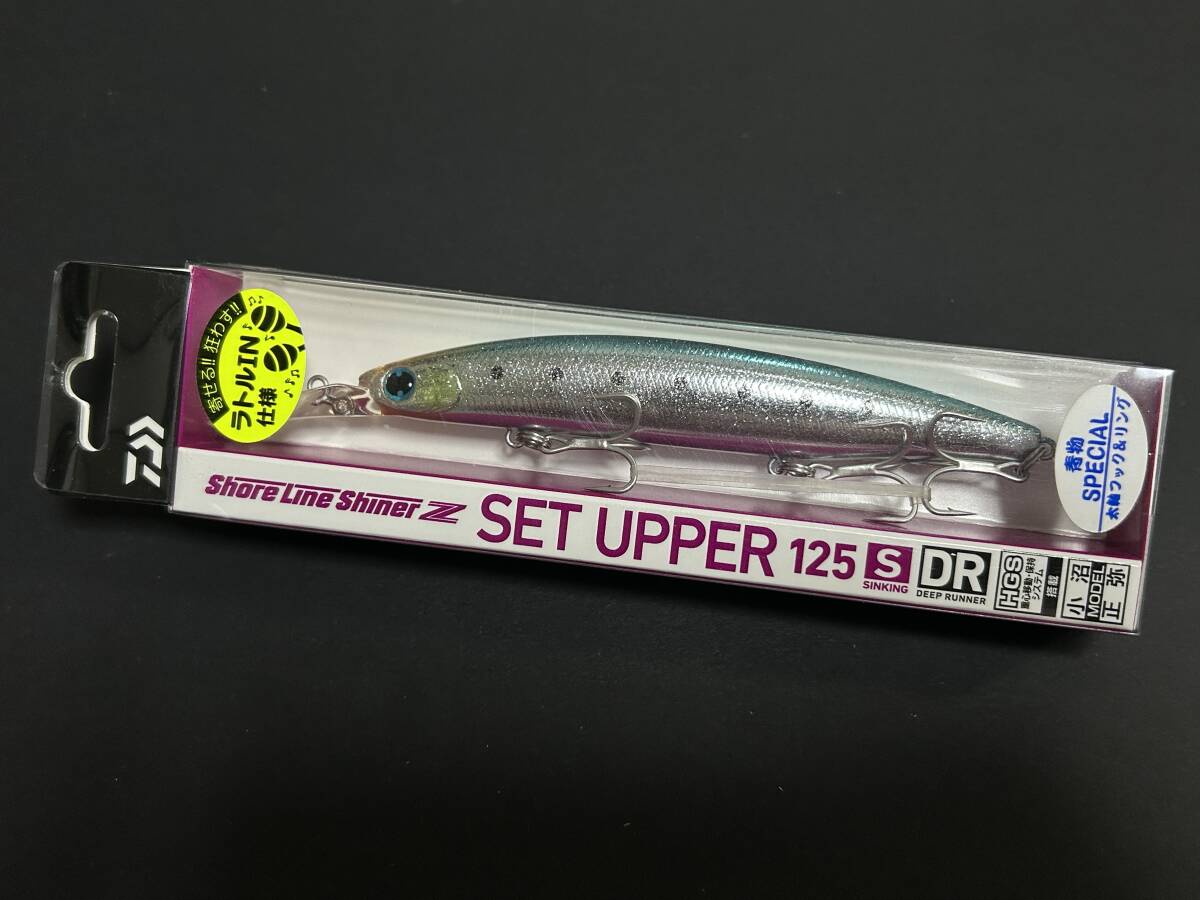 寄せる!! 狂わす!!
ラトルIN
仕様
Shore Line Shiner Z
SET UPPER 125 S DR
SINKING
DEEP RUNNER
HGS
重心移動・保持
システム
搭載
小沼
MODEL
正弥
春物
SPECIAL
太軸フック&リング